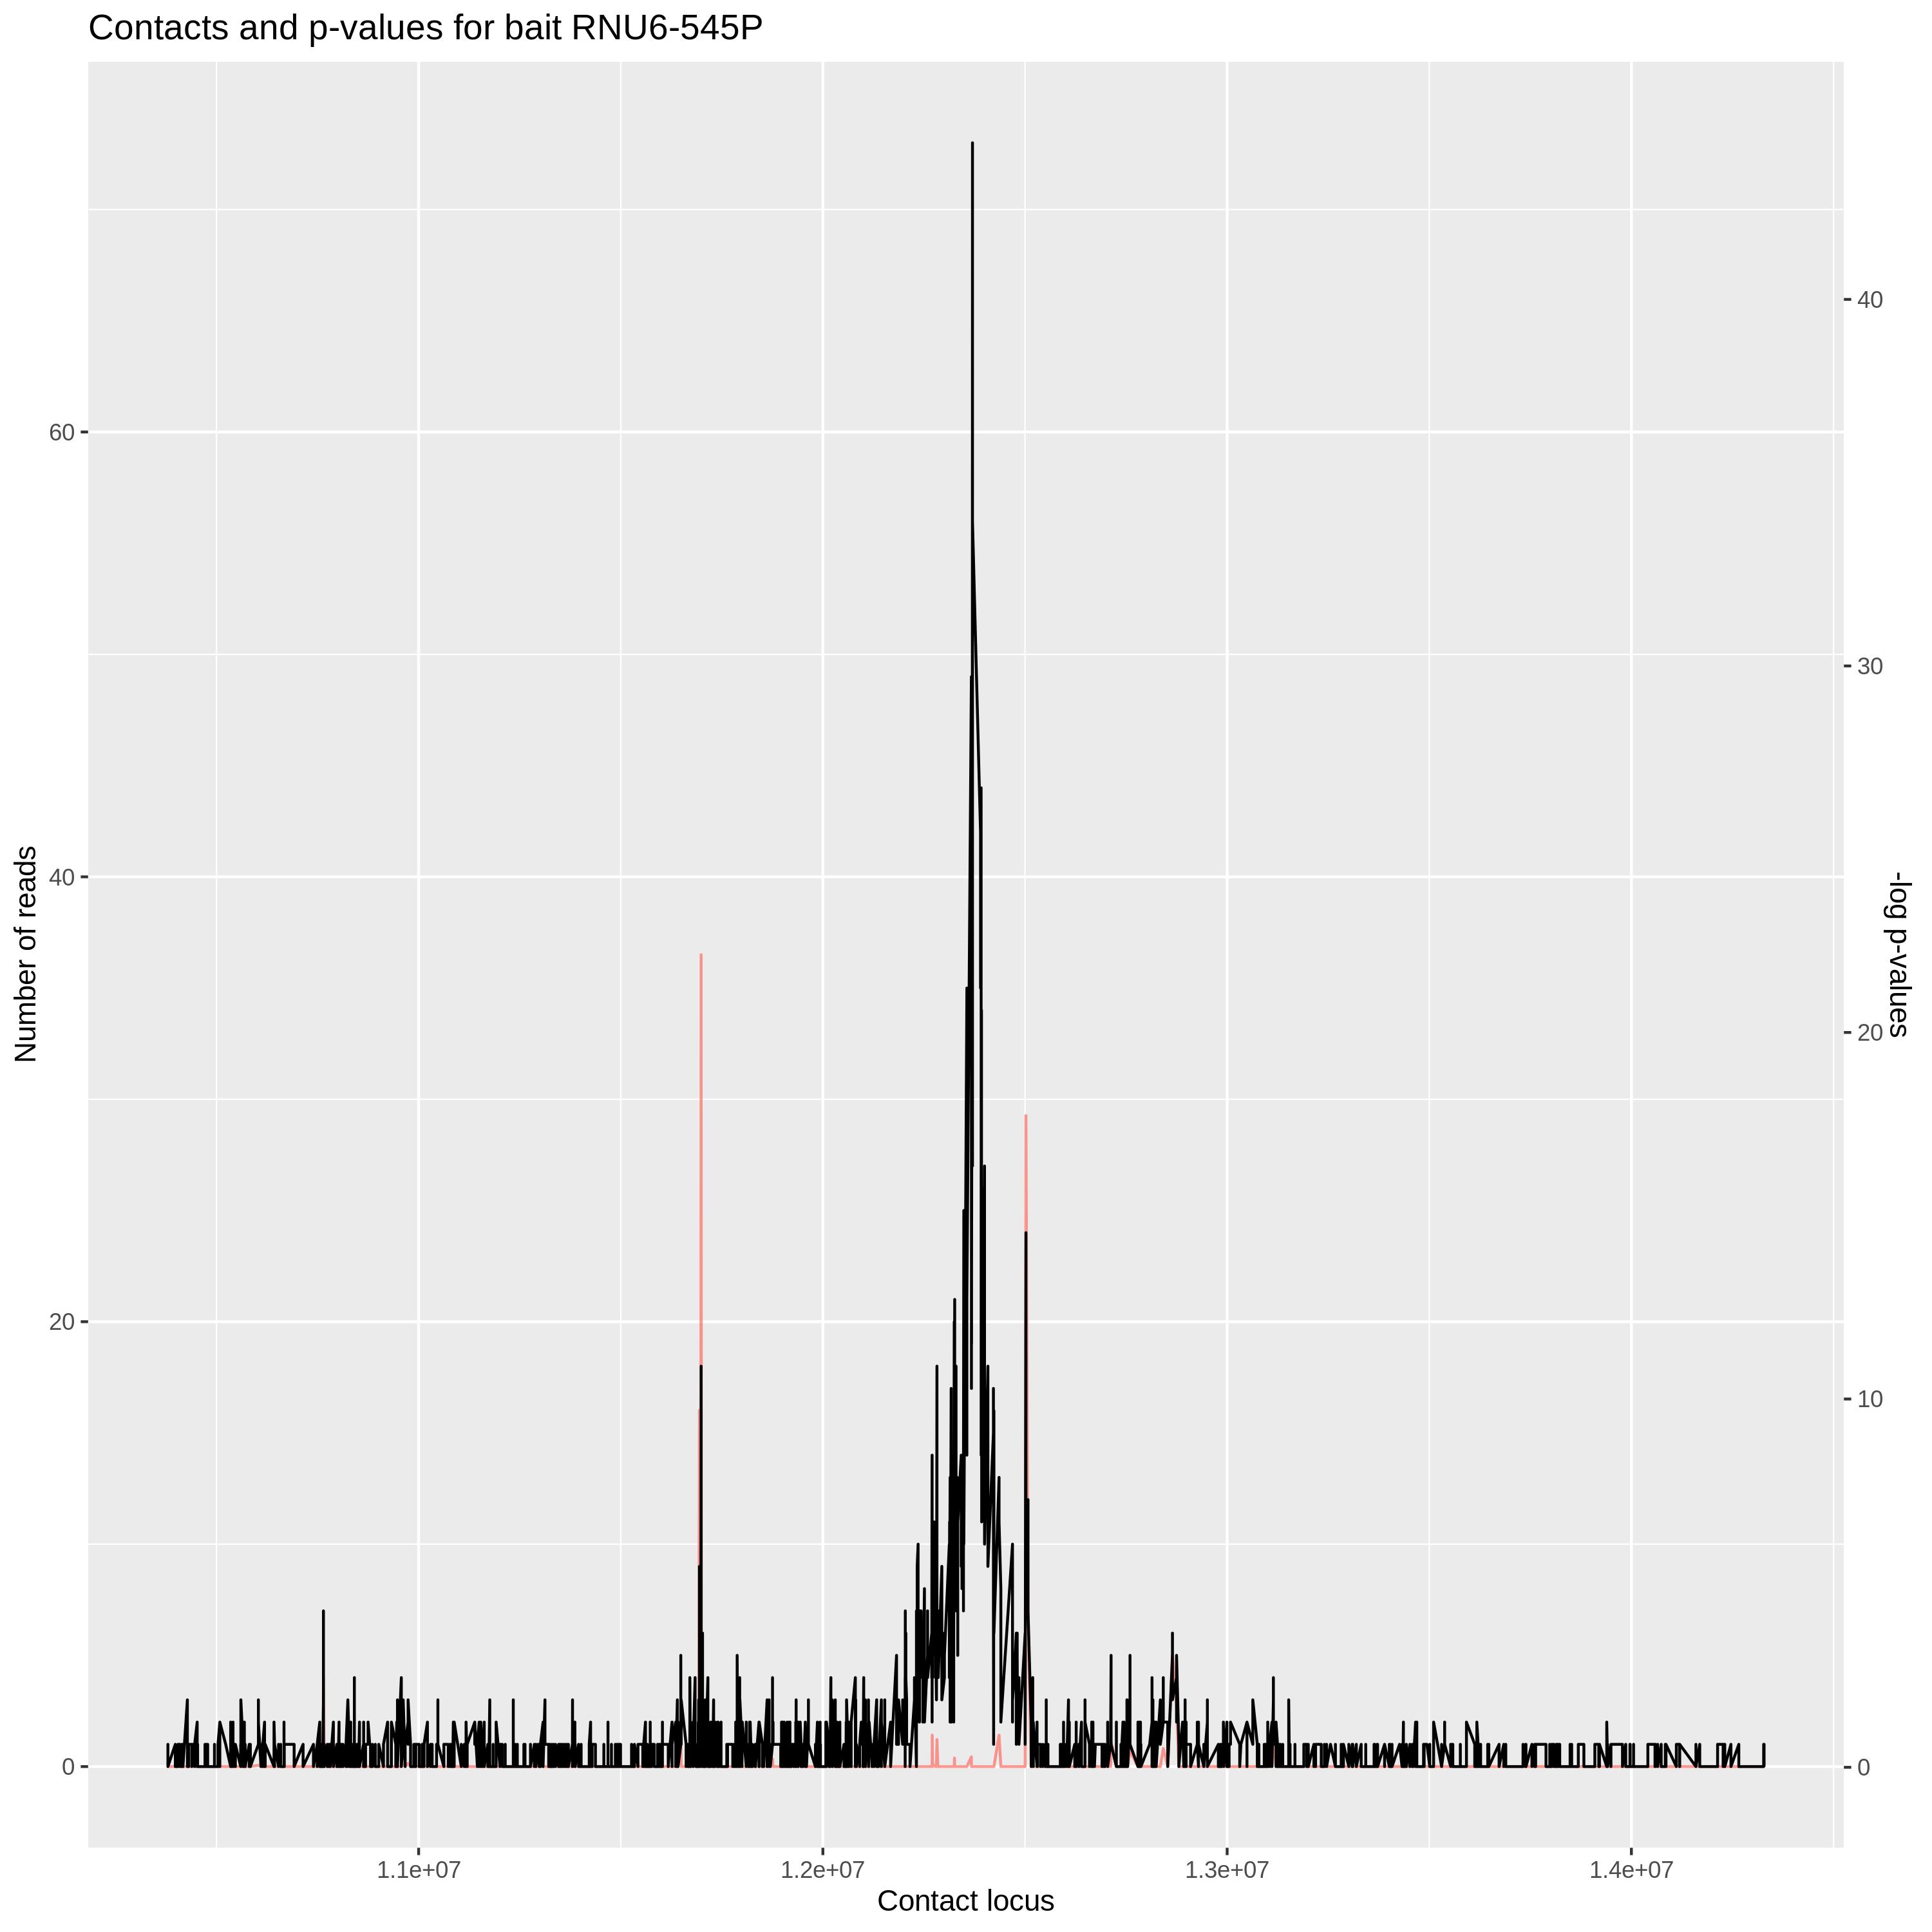 Contacts and p-values for bait RNU6-545P
60
40
20
0
Number of reads
40
30
20
10
0
-log p-values
1.1e+07
1.2e+07
1.3e+07
1.4e+07
Contact locus